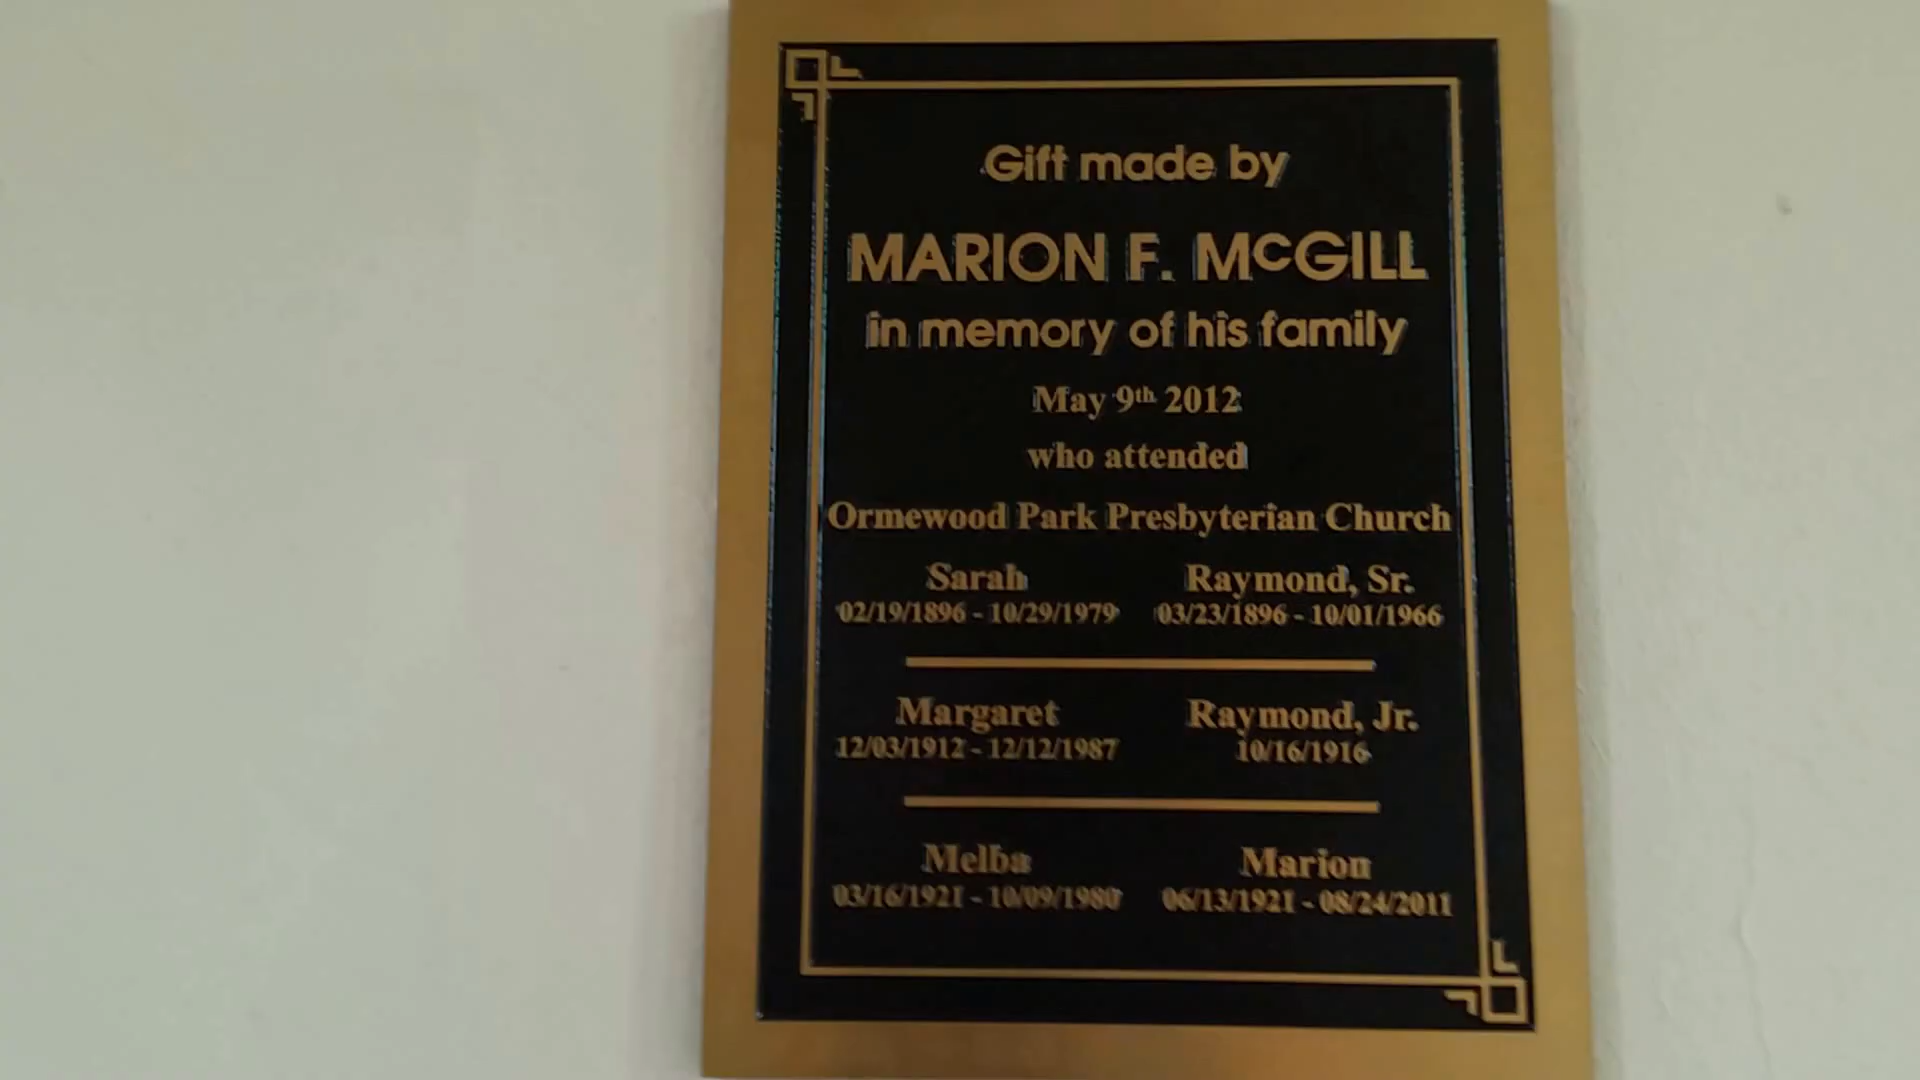 Gift made by
MARION F. McGILL
in memory of his family
May 9th 2012
who attended
Ormewood Park Presbyterian Church
Sarah Raymond, Sr.
02/19/1896 - 10/29/1979 03/23/1896 - 10/01/1966
Margaret Raymond, Jr.
12/03/1912 - 12/12/1987 10/16/1916
Melba Marion
03/16/1921 - 10/09/1980 06/13/1921 - 08/24/2011